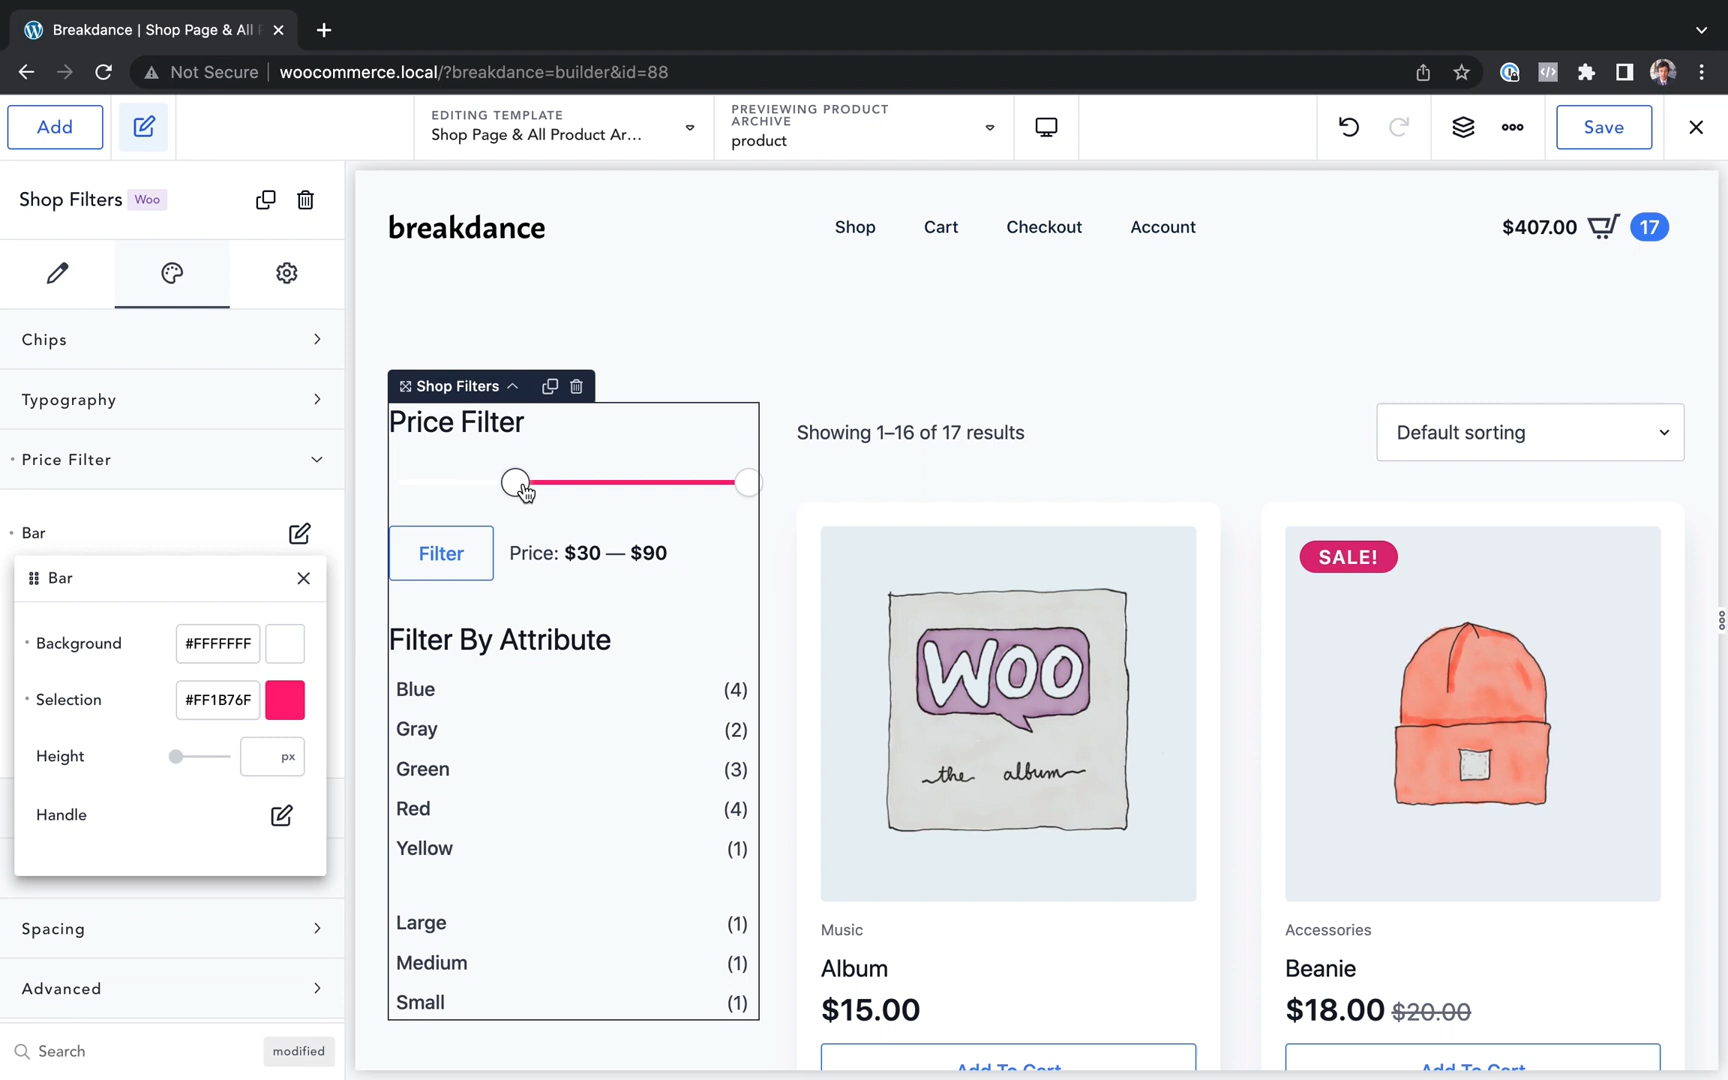 Breakdance | Shop Page & All P
Not Secure woocommerce.local/?breakdance=builder&id=88
Add
EDITING TEMPLATE
Shop Page & All Product Ar...
PREVIEWING PRODUCT
ARCHIVE
product
Save
Shop Filters Woo
Chips
Typography
Price Filter
Bar
Bar
Background #FFFFFFF
Selection #FF1B76F
Height px
Handle
Spacing
Advanced
Search modified
breakdance
Shop Cart Checkout Account
$407.00 17
Shop Filters
Price Filter
Filter Price: $30 — $90
Filter By Attribute
Blue (4)
Gray (2)
Green (3)
Red (4)
Yellow (1)
Large (1)
Medium (1)
Small (1)
Showing 1–16 of 17 results
Default sorting
WOO
the album
Music
Album
$15.00
Add To Cart
SALE!
Accessories
Beanie
$18.00 $20.00
Add To Cart